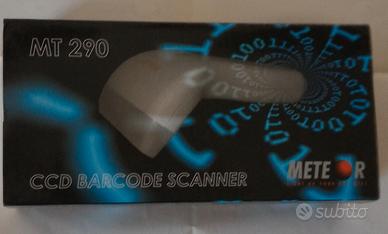 MT 290
CCD BARCODE SCANNER
METEOR
subito